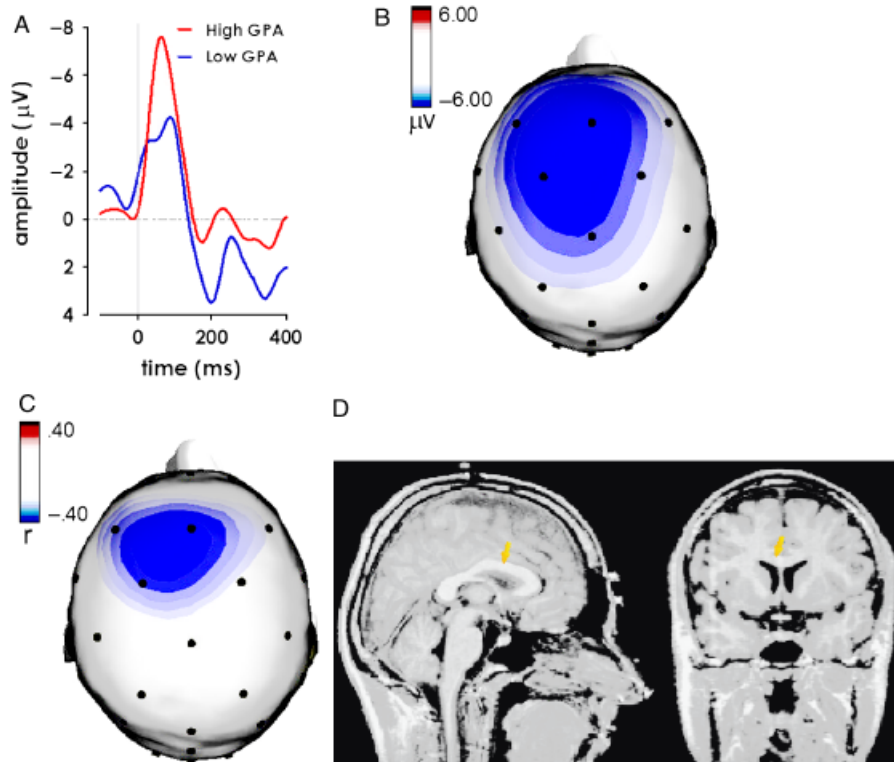 A
High GPA
Low GPA
amplitude ( μV)
-8
-6
-4
-2
0
2
4
0
200
400
time (ms)
B
6.00
-6.00
μV
C
.40
-.40
r
D